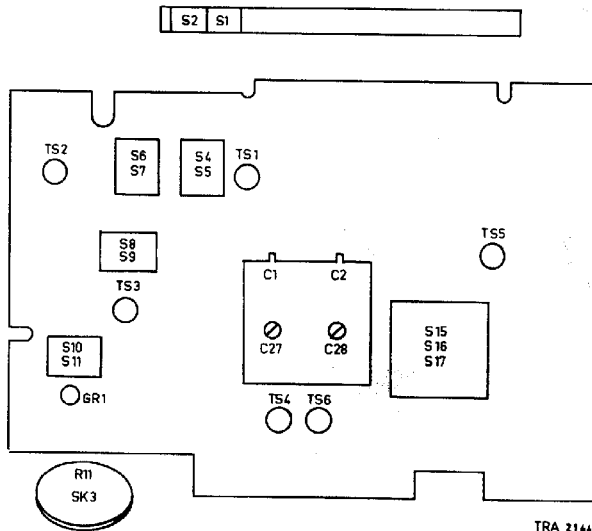 S2 S1
TS2
S6
S7
S4
S5
TS1
S8
S9
TS5
TS3
C1 C2
C27 C28
S10
S11
S15
S16
S17
GR1
TS4 TS6
R11
SK3
TRA 2144